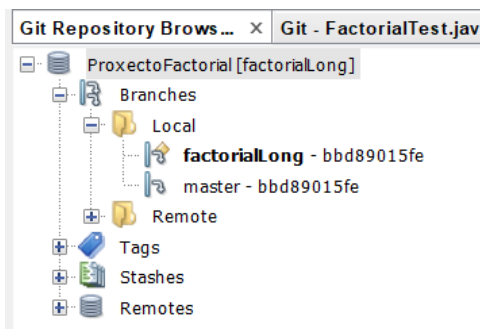 Git Repository Brows... × Git - FactorialTest.jav
ProxectoFactorial [factorialLong]
Branches
Local
factorialLong - bbd89015fe
master - bbd89015fe
Remote
Tags
Stashes
Remotes